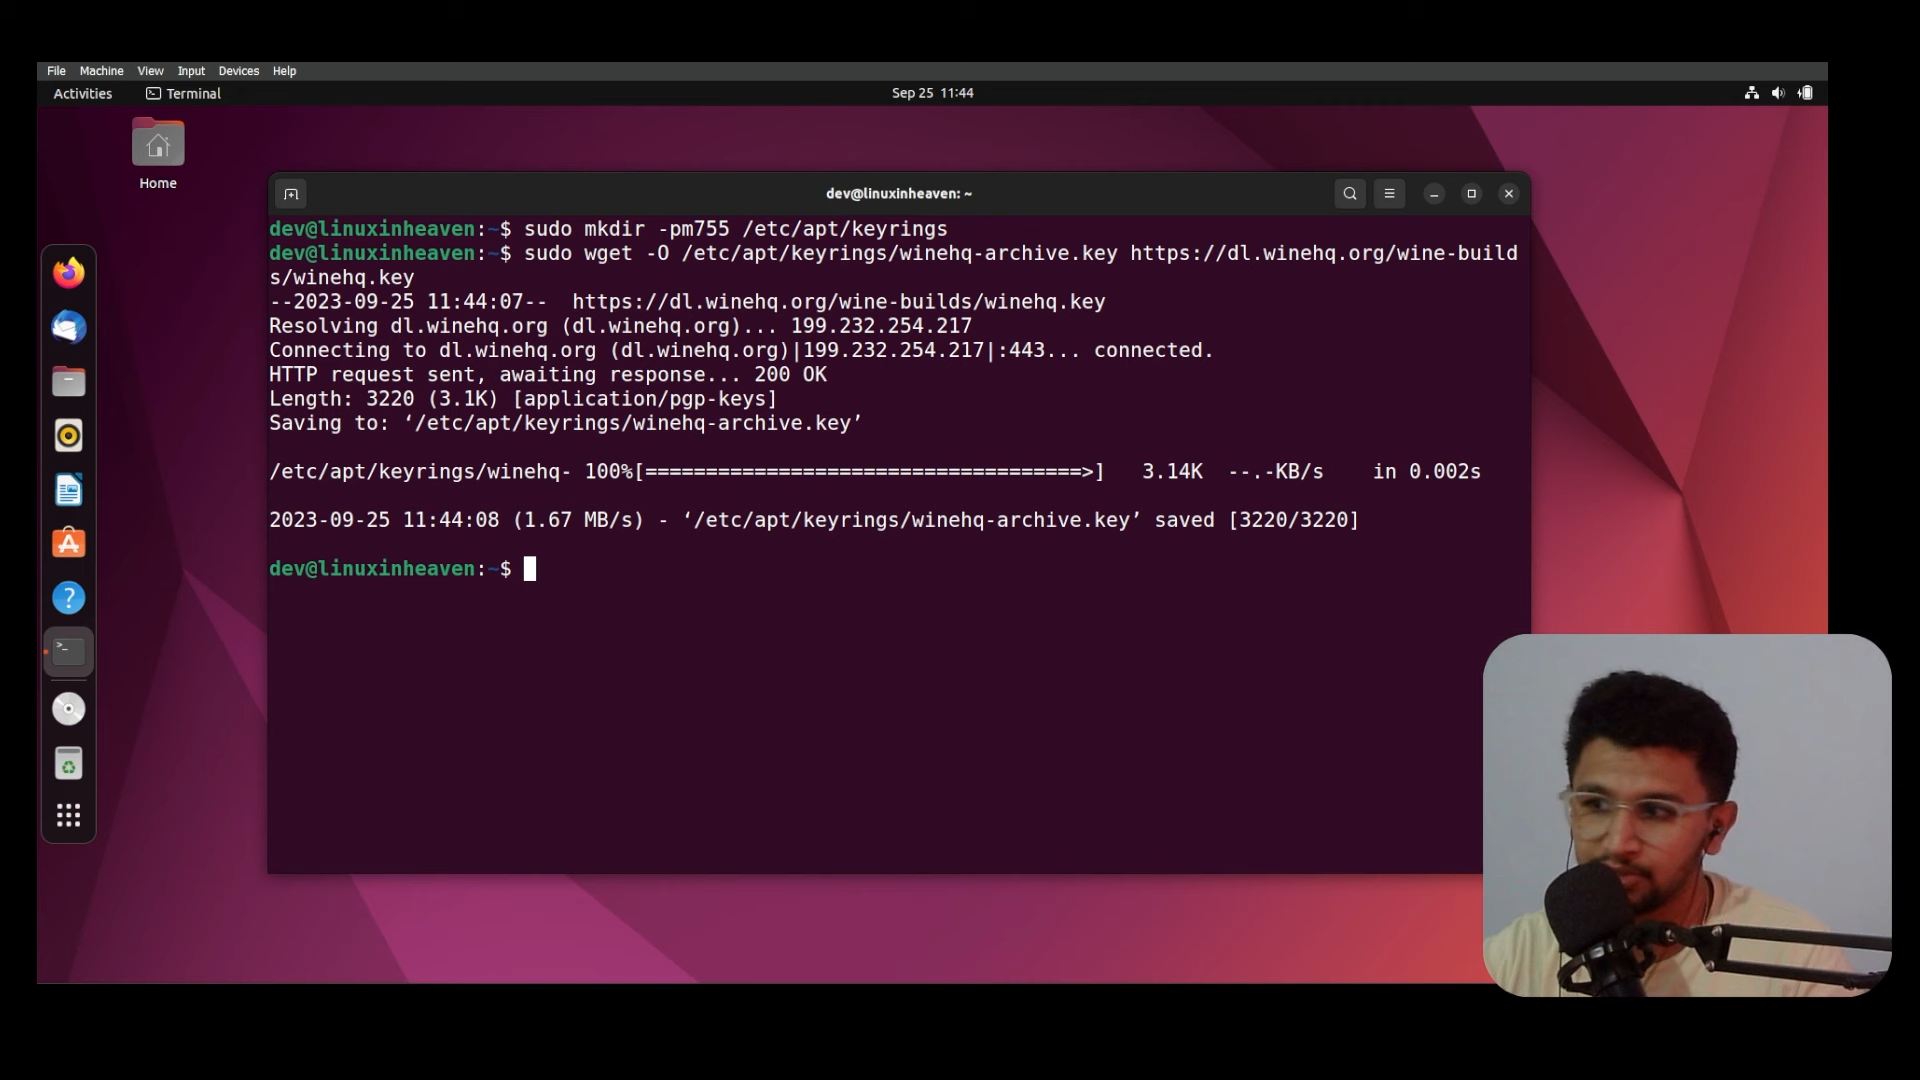 File Machine View Input Devices Help
Activities Terminal Sep 25 11:44
Home
dev@linuxinheaven: ~
dev@linuxinheaven:~$ sudo mkdir -pm755 /etc/apt/keyrings
dev@linuxinheaven:~$ sudo wget -O /etc/apt/keyrings/winehq-archive.key https://dl.winehq.org/wine-build
s/winehq.key
--2023-09-25 11:44:07-- https://dl.winehq.org/wine-builds/winehq.key
Resolving dl.winehq.org (dl.winehq.org)... 199.232.254.217
Connecting to dl.winehq.org (dl.winehq.org)|199.232.254.217|:443... connected.
HTTP request sent, awaiting response... 200 OK
Length: 3220 (3.1K) [application/pgp-keys]
Saving to: ‘/etc/apt/keyrings/winehq-archive.key’
/etc/apt/keyrings/winehq- 100%[====================================>] 3.14K --.-KB/s in 0.002s
2023-09-25 11:44:08 (1.67 MB/s) - ‘/etc/apt/keyrings/winehq-archive.key’ saved [3220/3220]
dev@linuxinheaven:~$